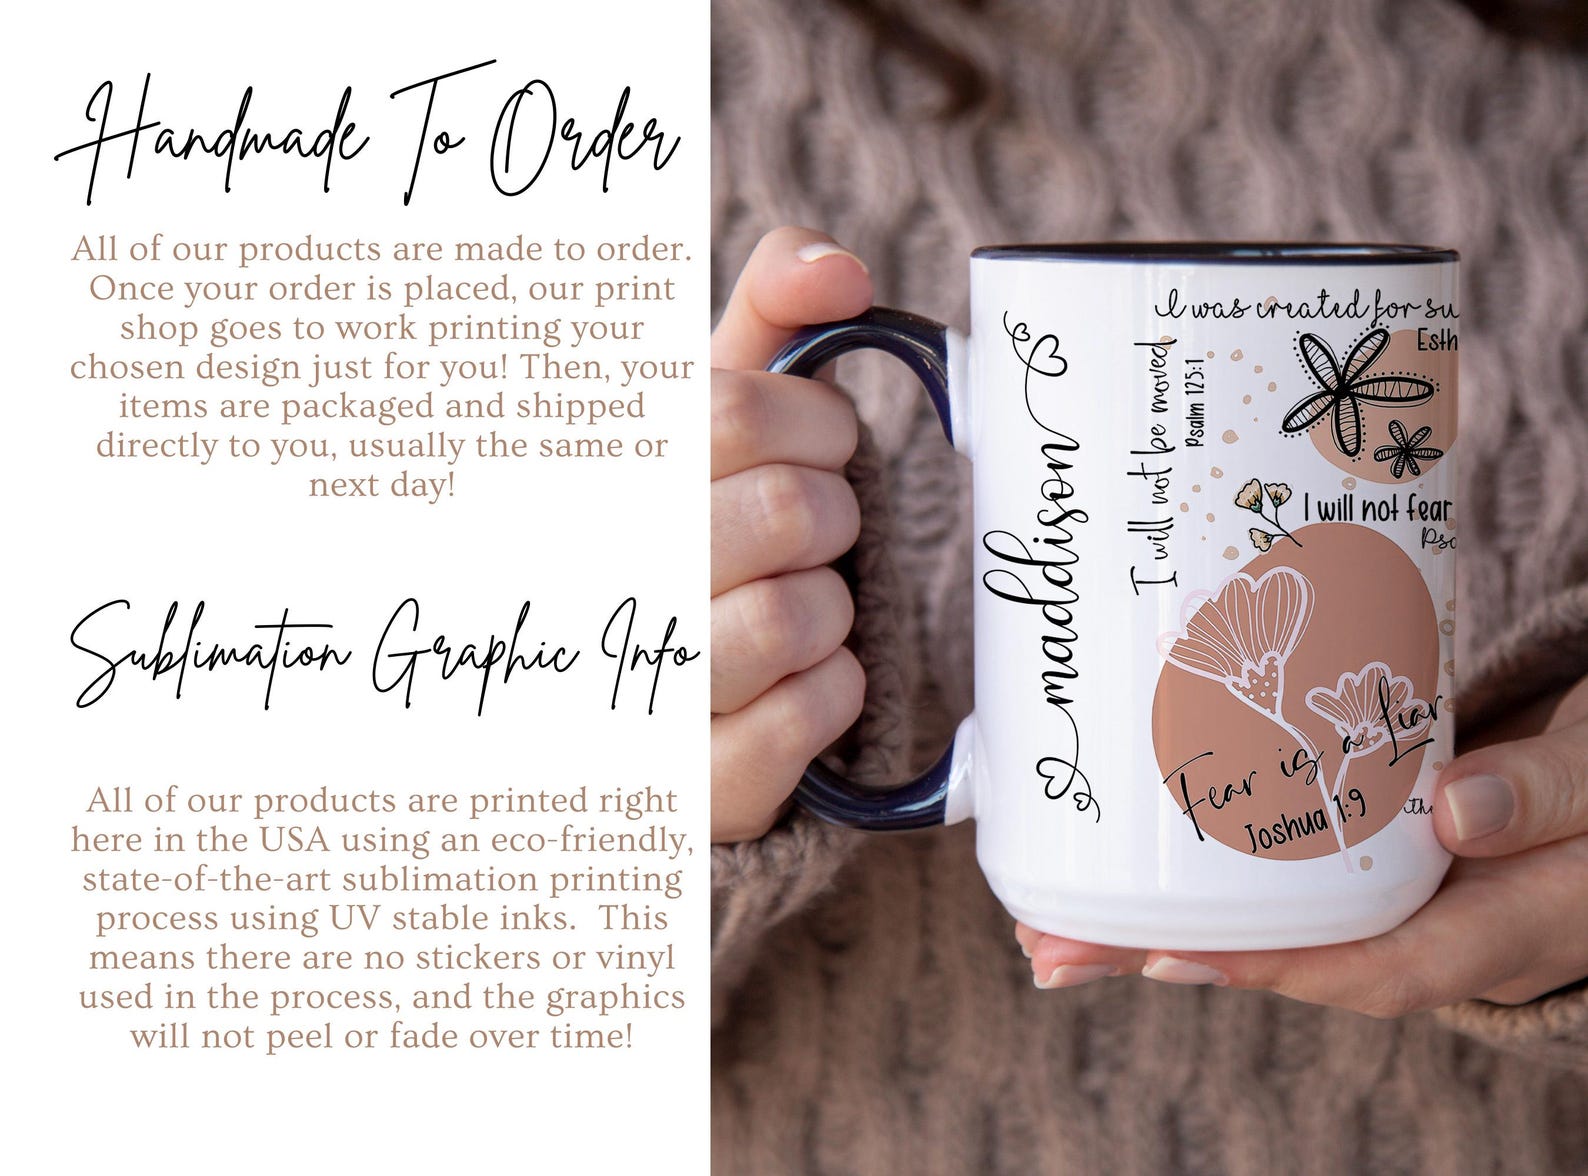 Handmade To Order
All of our products are made to order.
Once your order is placed, our print
shop goes to work printing your
chosen design just for you! Then, your
items are packaged and shipped
directly to you, usually the same or
next day!
Sublimation Graphic Info
All of our products are printed right
here in the USA using an eco-friendly,
state-of-the-art sublimation printing
process using UV stable inks.  This
means there are no stickers or vinyl
used in the process, and the graphics
will not peel or fade over time!
maddison
I will not be moved
Psalm 125:1
I was created for su
Esth
I will not fear
Psa
Fear is a Liar
Joshua 1:9